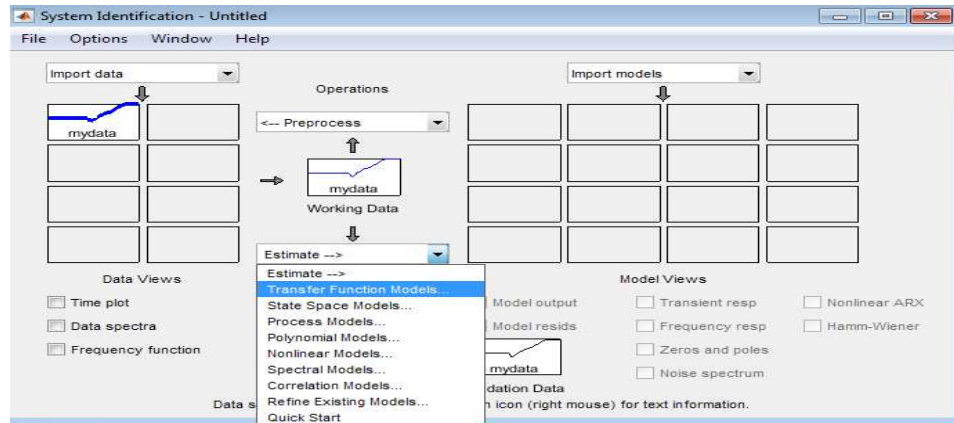 System Identification - Untitled
File Options Window Help
Import data
Operations
Import models
mydata
<-- Preprocess
mydata
Working Data
Estimate -->
Estimate -->
Transfer Function Models...
State Space Models...
Process Models...
Polynomial Models...
Nonlinear Models...
Spectral Models...
Correlation Models...
Refine Existing Models...
Quick Start
Data Views
Time plot
Data spectra
Frequency function
Model Views
Model output
Transient resp
Nonlinear ARX
Model resids
Frequency resp
Hamm-Wiener
Zeros and poles
Noise spectrum
mydata
dation Data
Data s
n icon (right mouse) for text information.